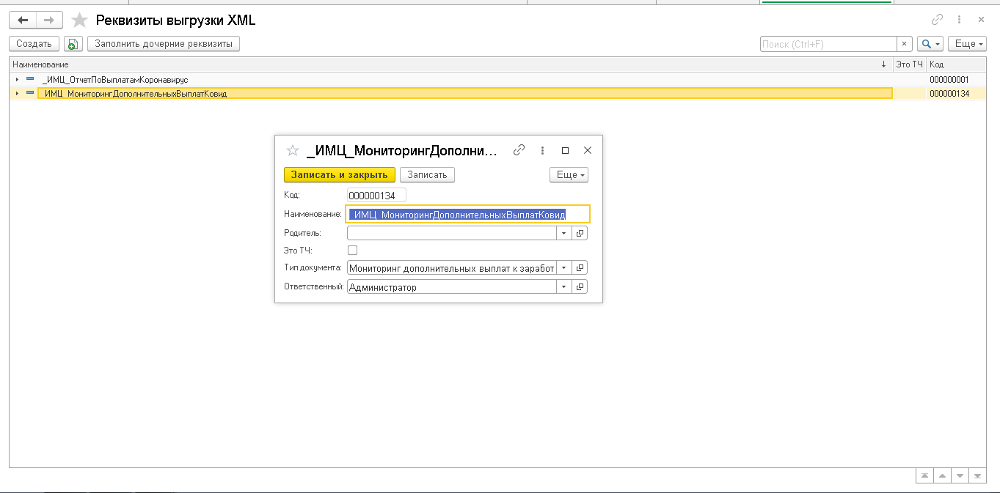 Реквизиты выгрузки XML
Создать Заполнить дочерние реквизиты Поиск (Ctrl+F) × Еще
Наименование ↓ Это ТЧ Код
_ИМЦ_ОтчетПоВыплатамКоронавирус 000000001
_ИМЦ_МониторингДополнительныхВыплатКовид 000000134
_ИМЦ_МониторингДополни...
Записать и закрыть Записать Еще
Код: 000000134
Наименование: _ИМЦ_МониторингДополнительныхВыплатКовид
Родитель:
Это ТЧ:
Тип документа: Мониторинг дополнительных выплат к заработ
Ответственный: Администратор